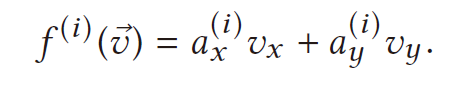 f^{(i)}(\vec{v}) = a_x^{(i)} v_x + a_y^{(i)} v_y.